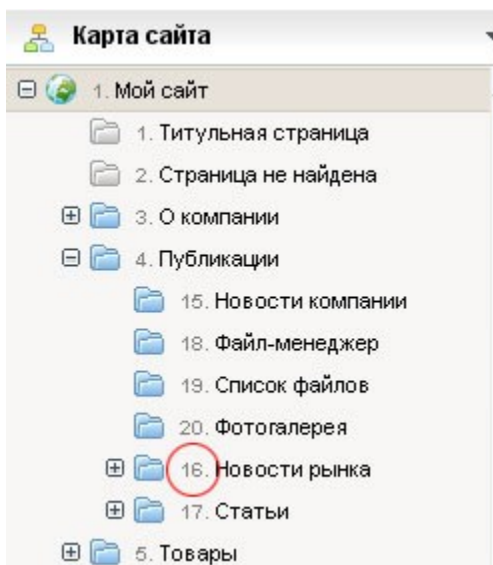 Карта сайта
1. Мой сайт
1. Титульная страница
2. Страница не найдена
3. О компании
4. Публикации
15. Новости компании
18. Файл-менеджер
19. Список файлов
20. Фотогалерея
16. Новости рынка
17. Статьи
5. Товары